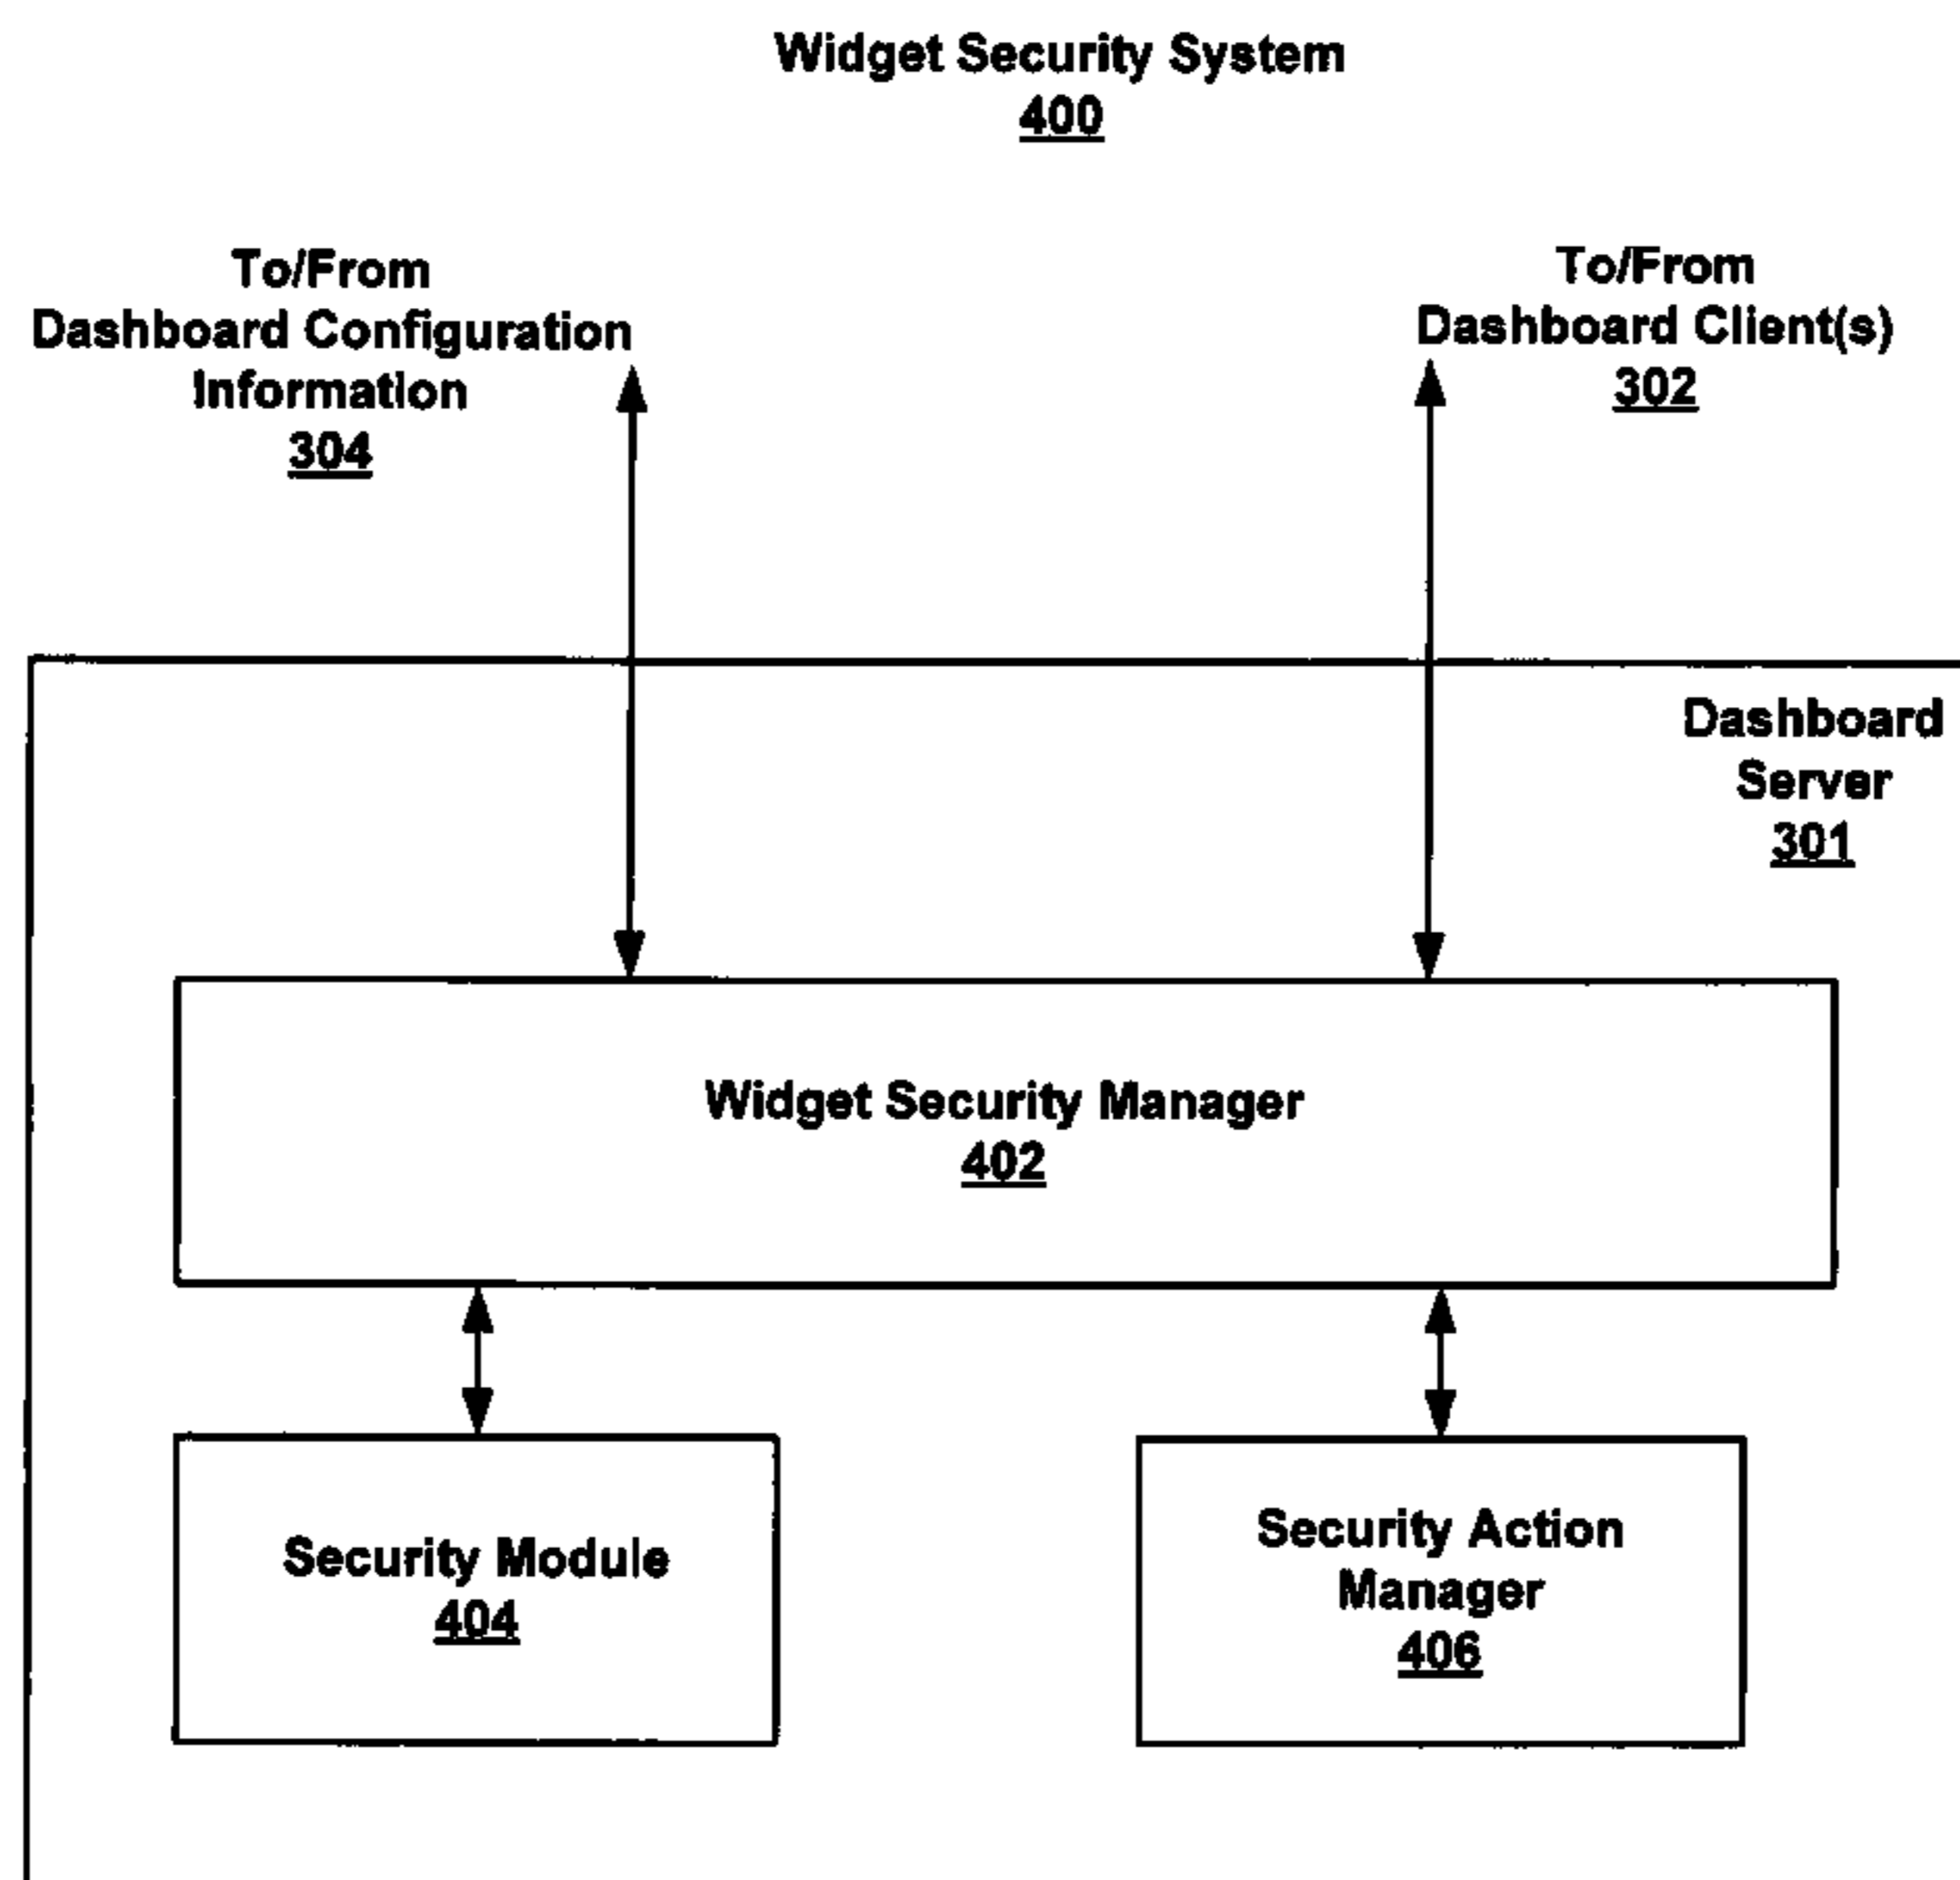 Widget Security System
400
To/From
Dashboard Configuration
Information
304
To/From
Dashboard Client(s)
302
Dashboard
Server
301
Widget Security Manager
402
Security Module
404
Security Action
Manager
406